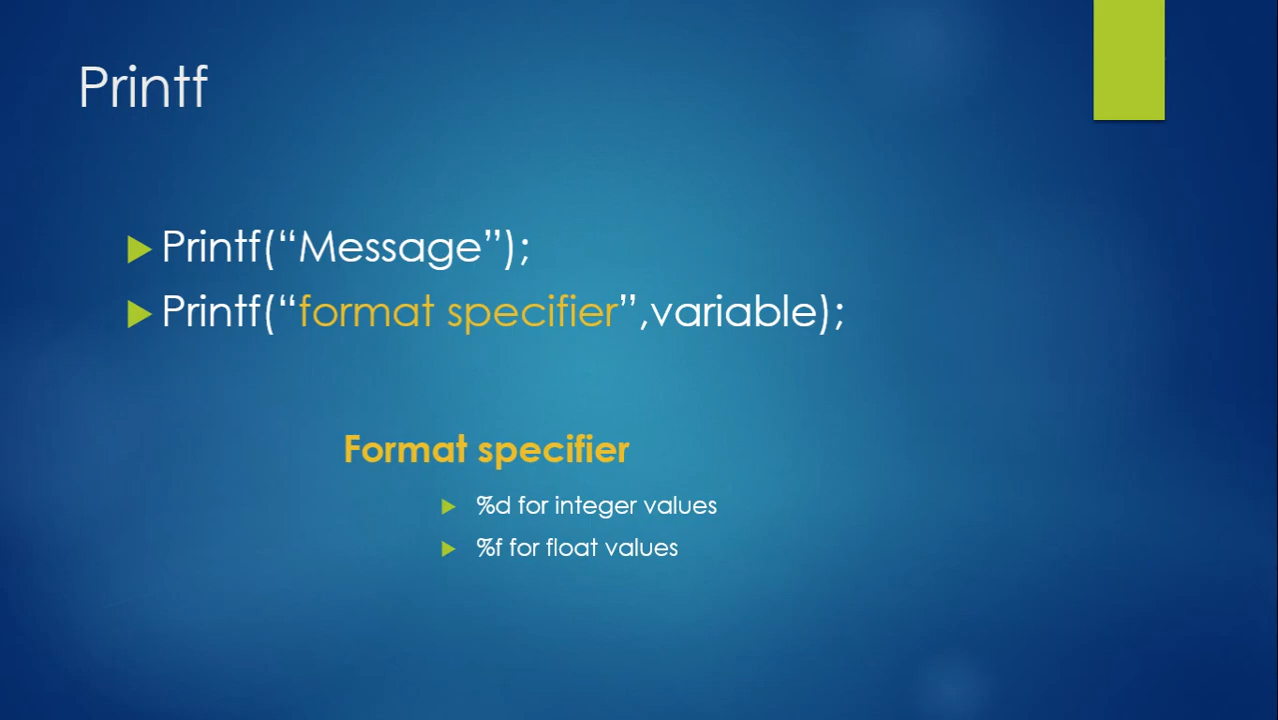 Printf
Printf(“Message”);
Printf(“format specifier”,variable);
Format specifier
%d for integer values
%f for float values